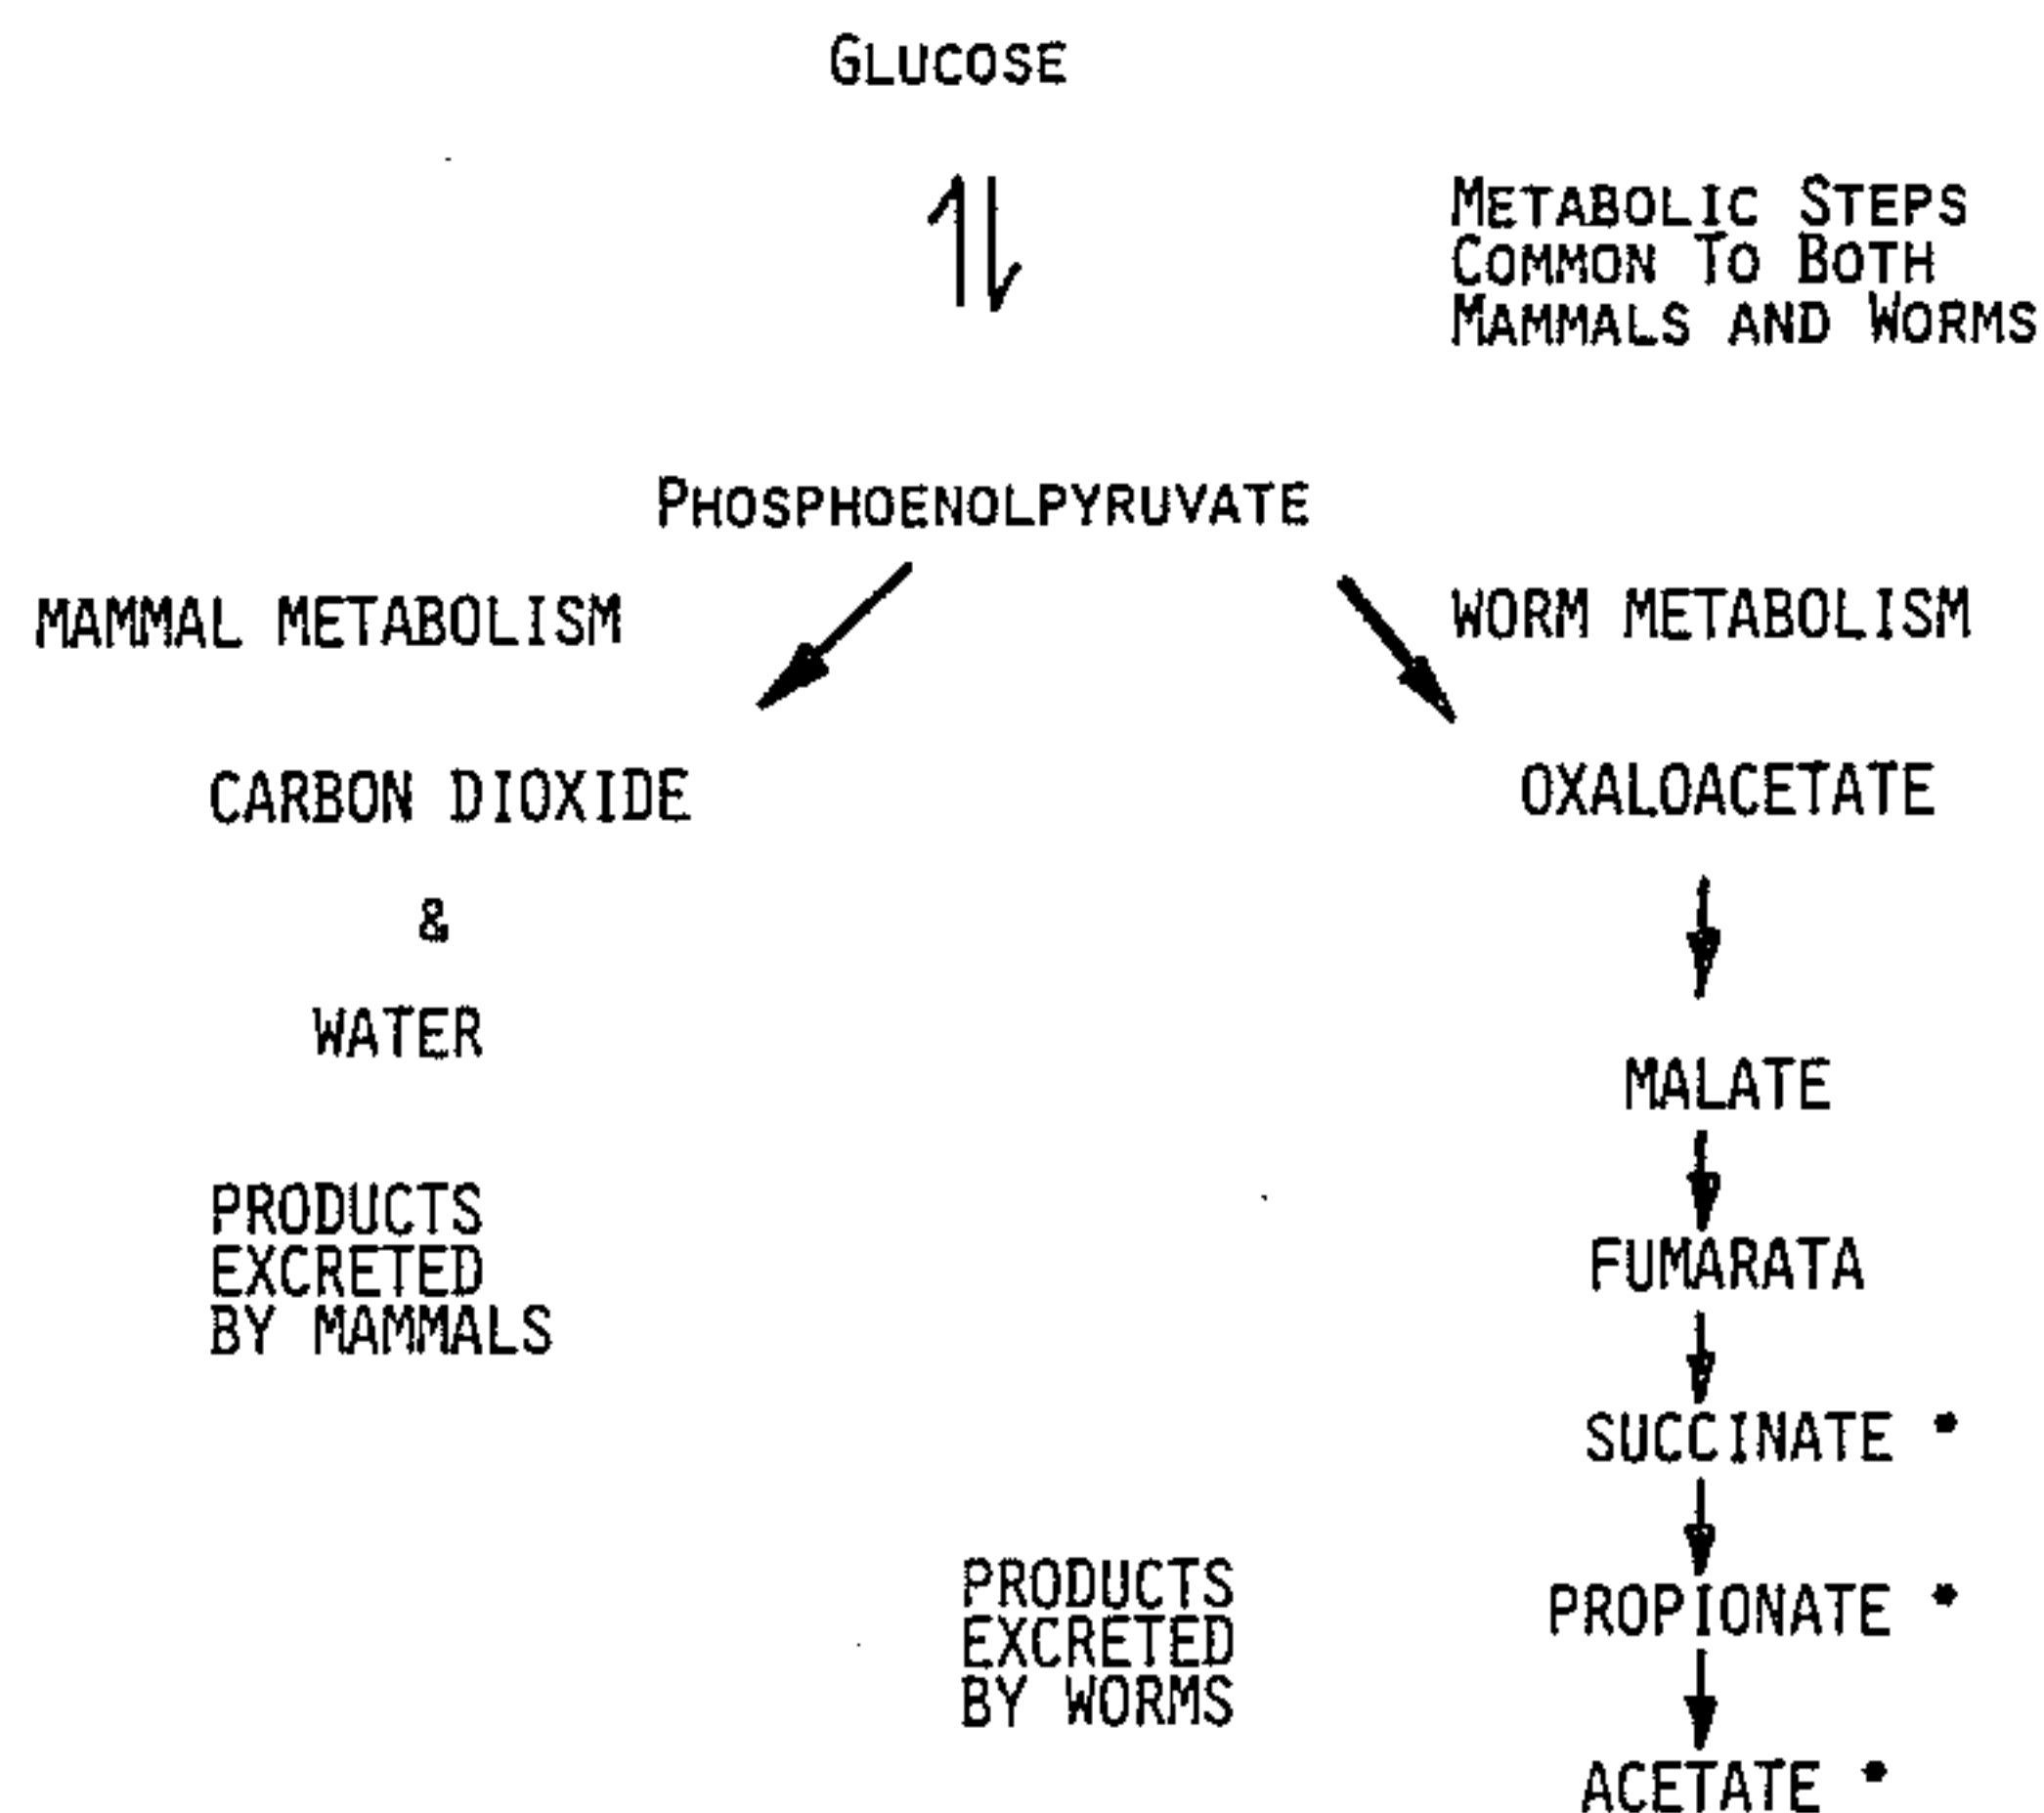 GLUCOSE
METABOLIC STEPS
COMMON TO BOTH
MAMMALS AND WORMS
PHOSPHOENOLPYRUVATE
MAMMAL METABOLISM
WORM METABOLISM
CARBON DIOXIDE
&
WATER
PRODUCTS
EXCRETED
BY MAMMALS
OXALOACETATE
MALATE
FUMARATA
SUCCINATE •
PROPIONATE •
ACETATE •
PRODUCTS
EXCRETED
BY WORMS